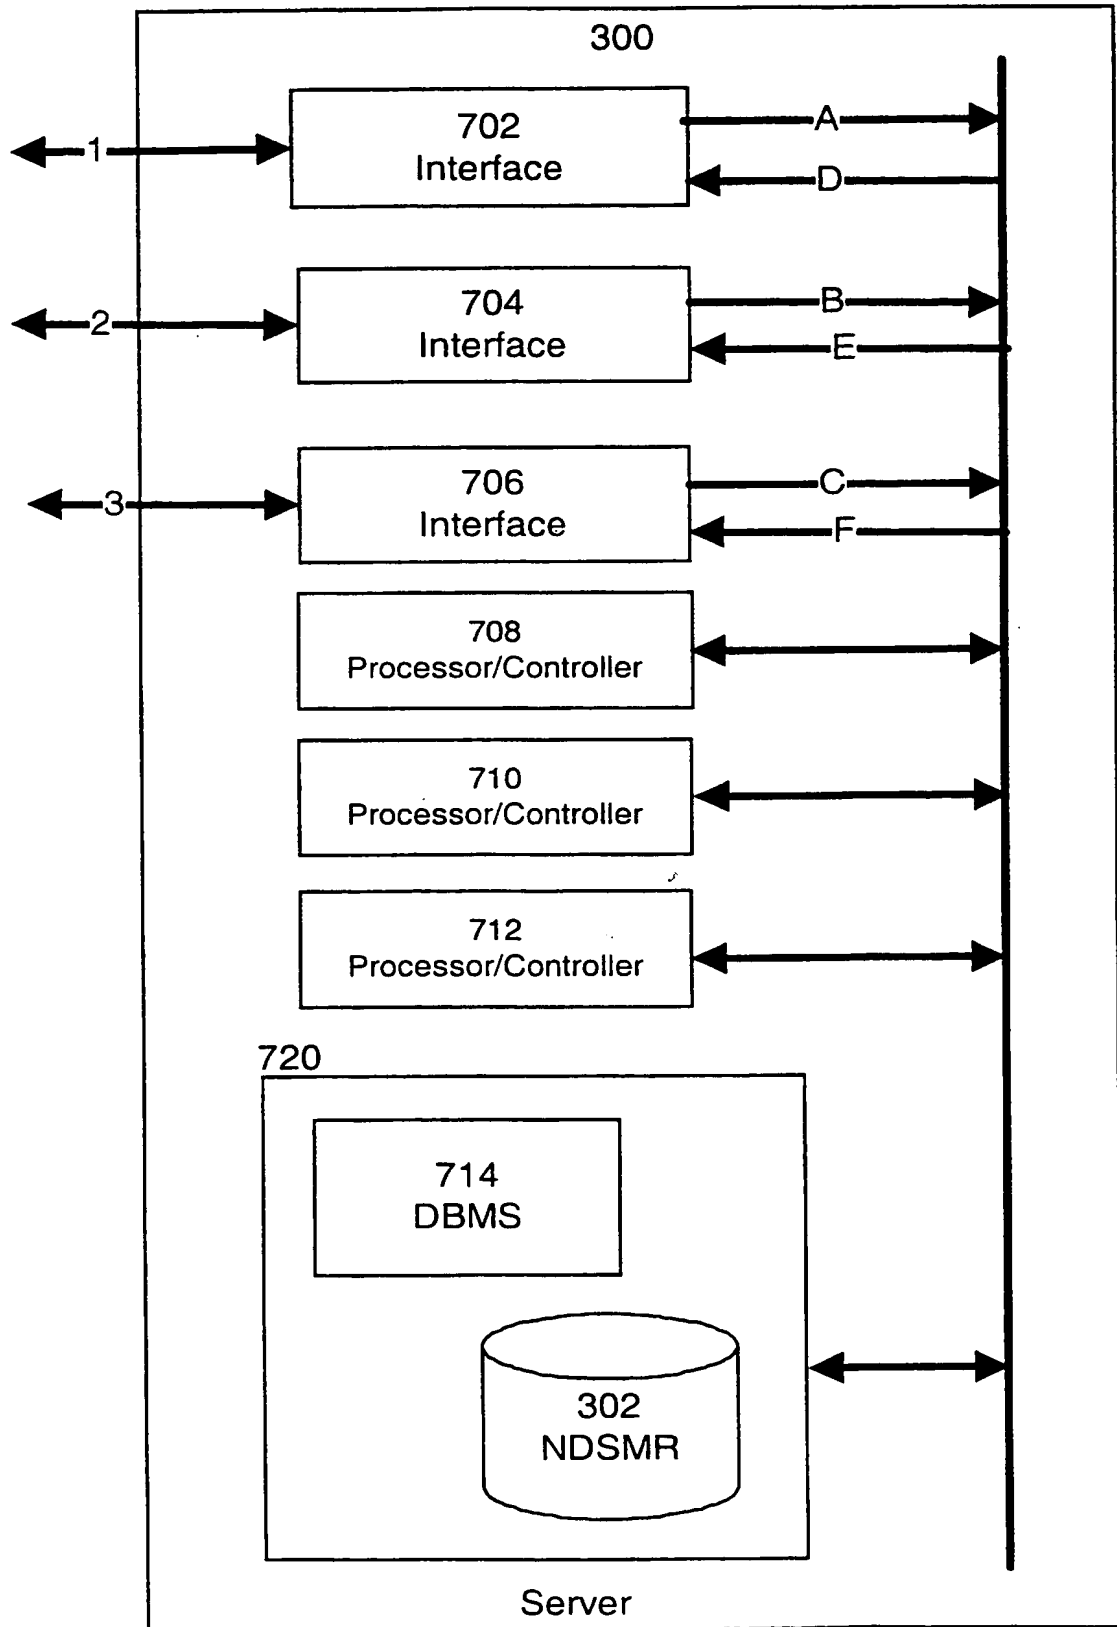 300
702
Interface
A
D
1
704
Interface
B
E
2
706
Interface
C
F
3
708
Processor/Controller
710
Processor/Controller
712
Processor/Controller
720
714
DBMS
302
NDSMR
Server